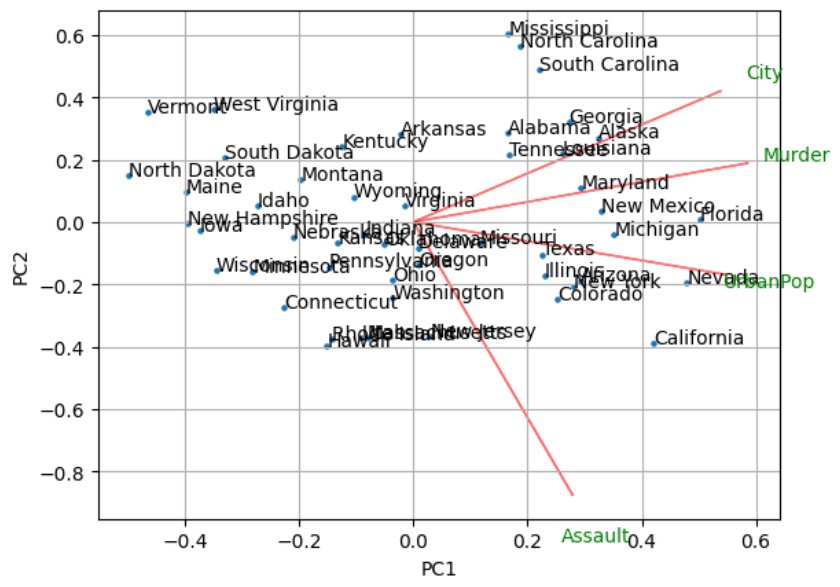 0.6
0.4
0.2
0.0
−0.2
−0.4
−0.6
−0.8
−0.4
−0.2
0.0
0.2
0.4
0.6
PC1
PC2
Mississippi
North Carolina
South Carolina
City
Vermont
West Virginia
Georgia
Arkansas
Alabama
Alaska
Kentucky
Tennessee
Louisiana
Murder
South Dakota
North Dakota
Montana
Maryland
Maine
Wyoming
Idaho
Virginia
New Mexico
Florida
New Hampshire
Iowa
Nebraska
Indiana
Michigan
Kansas
Oklahoma
Delaware
Missouri
Texas
Wisconsin
Minnesota
Pennsylvania
Oregon
Ohio
Illinois
Arizona
New York
Nevada
UrbanPop
Washington
Colorado
Connecticut
Rhode Island
Massachusetts
New Jersey
Hawaii
California
Assault